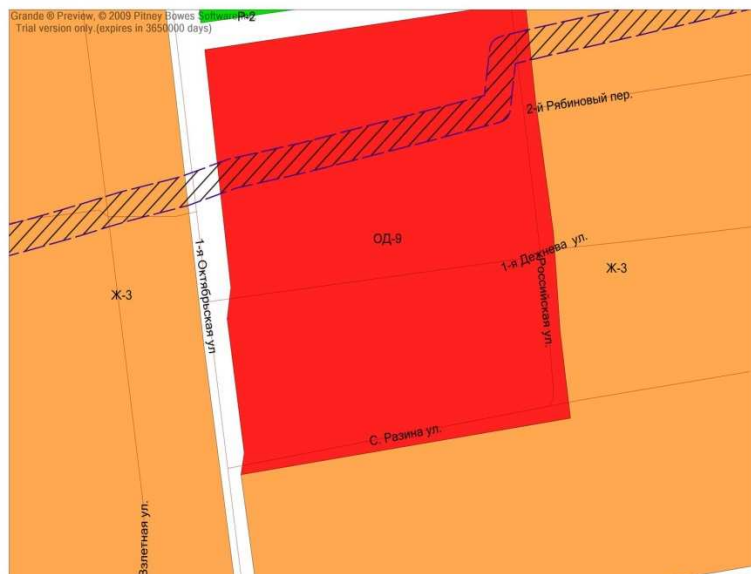 Grande ® Preview, © 2009 Pitney Bowes Software
Trial version only.(expires in 3650000 days)
Р-2
2-й Рябиновый пер.
ОД-9
1-я Дежнева ул.
Ж-3
Ж-3
1-я Октябрьская ул
Российская ул.
С. Разина ул.
Взлетная ул.